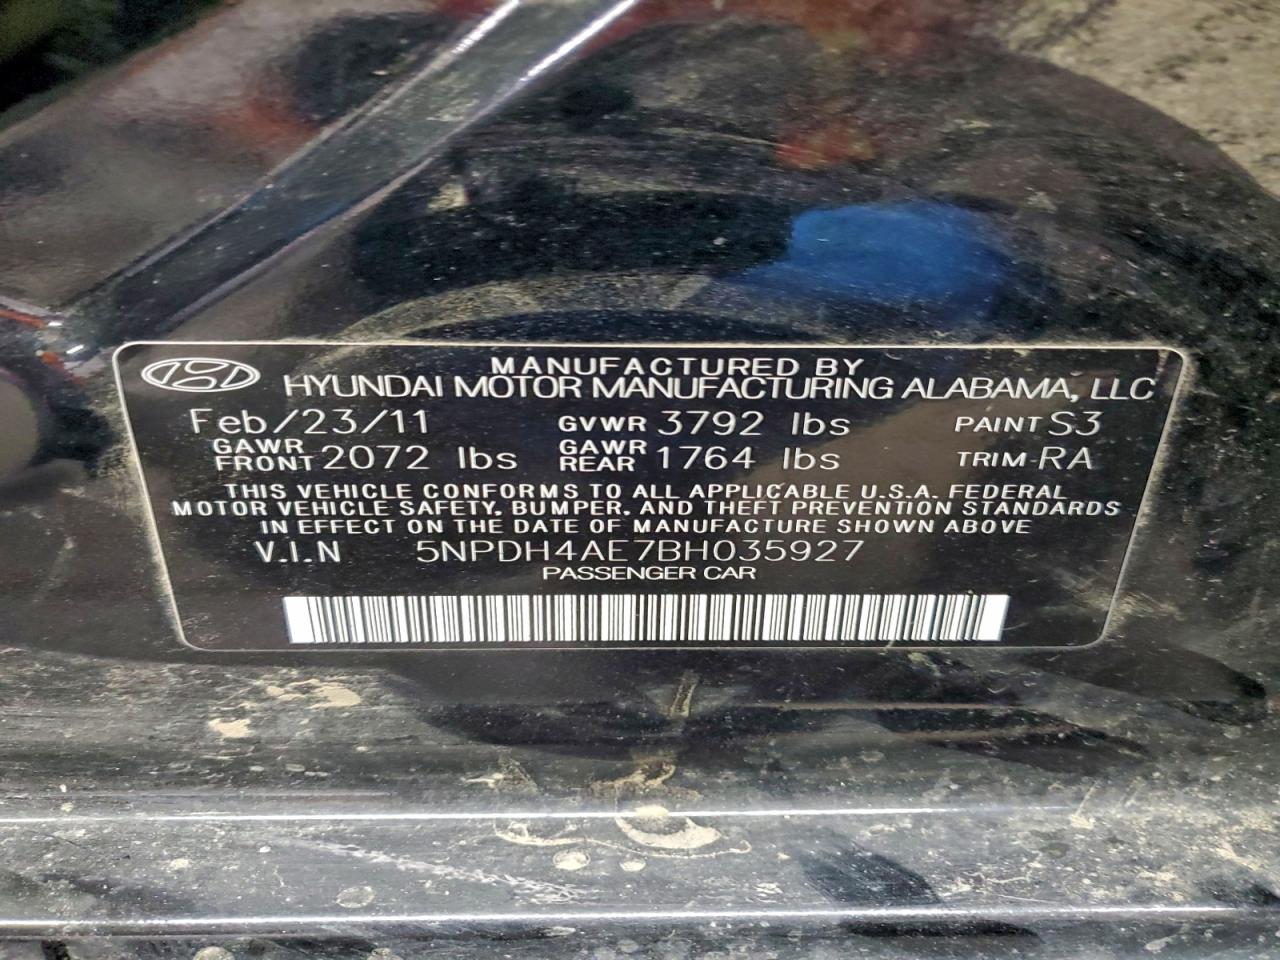 MANUFACTURED BY
HYUNDAI MOTOR MANUFACTURING ALABAMA, LLC
Feb/23/11 GVWR 3792 lbs PAINT S3
GAWR FRONT 2072 lbs GAWR REAR 1764 lbs TRIM RA
THIS VEHICLE CONFORMS TO ALL APPLICABLE U.S.A. FEDERAL
MOTOR VEHICLE SAFETY, BUMPER, AND THEFT PREVENTION STANDARDS
IN EFFECT ON THE DATE OF MANUFACTURE SHOWN ABOVE
V.I.N 5NPDH4AE7BH035927
PASSENGER CAR